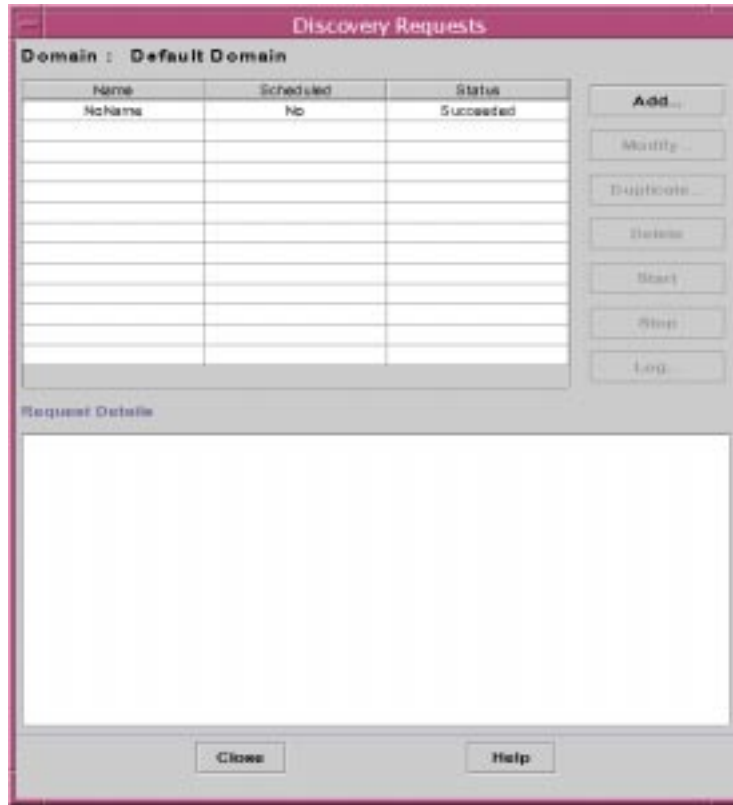 Discovery Requests
Domain : Default Domain
Name Scheduled Status
NoName No Succeeded
Add...
Modify...
Duplicate...
Delete
Start
Stop
Log...
Request Details
Close Help